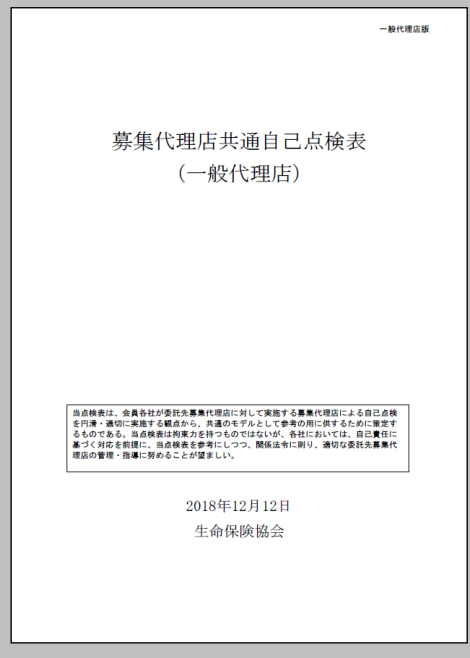 一般代理店版
募集代理店共通自己点検表
（一般代理店）
当点検表は、会員各社が委託先募集代理店に対して実施する募集代理店による自己点検
を円滑・適切に実施する観点から、共通のモデルとして参考の用に供するために策定す
るものである。当点検表は拘束力を持つものではないが、各社においては、自己責任に
基づく対応を前提に、当点検表を参考にしつつ、関係法令に則り、適切な委託先募集代
理店の管理・指導に努めることが望ましい。
2018年12月12日
生命保険協会